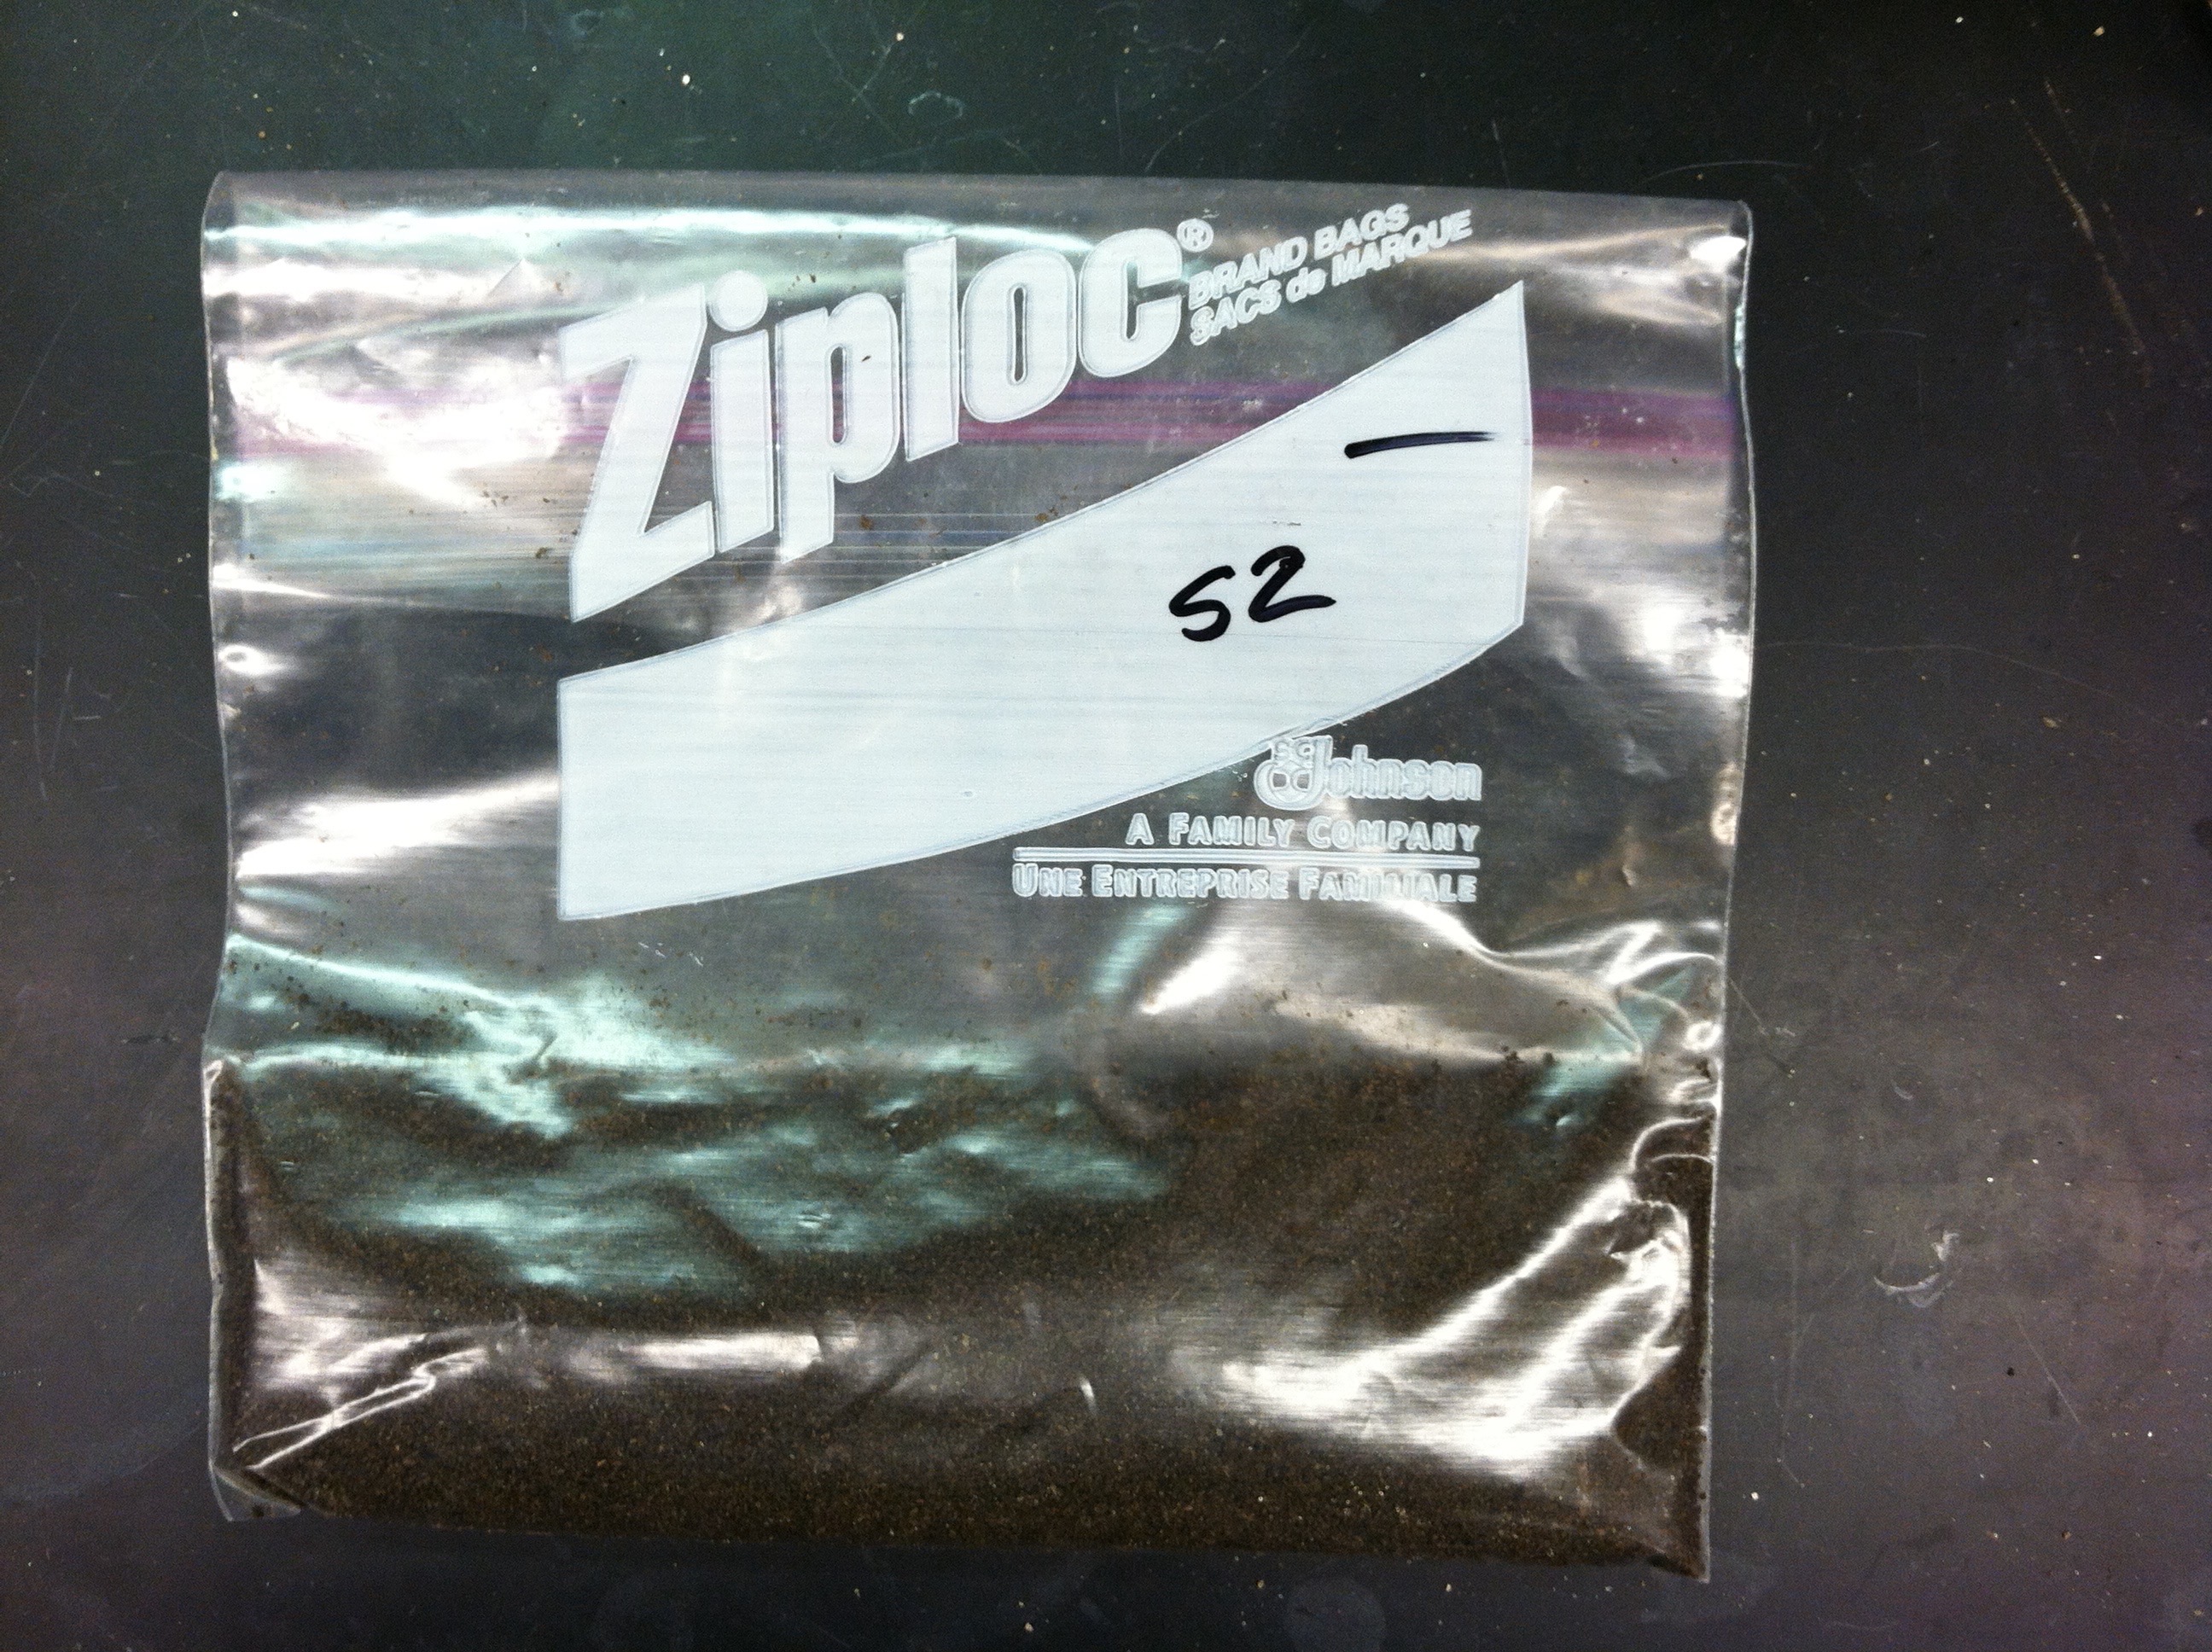 Ziploc®
BRAND BAGS
SACS de MARQUE
S2
SC Johnson
A FAMILY COMPANY
UNE ENTREPRISE FAMILIALE